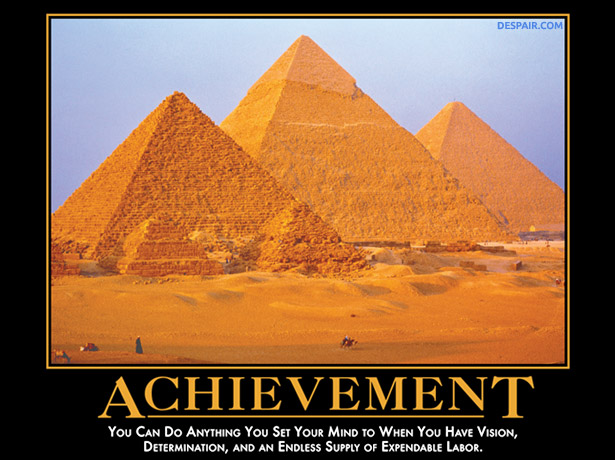 DESPAIR.COM
ACHIEVEMENT
YOU CAN DO ANYTHING YOU SET YOUR MIND TO WHEN YOU HAVE VISION,
DETERMINATION, AND AN ENDLESS SUPPLY OF EXPENDABLE LABOR.